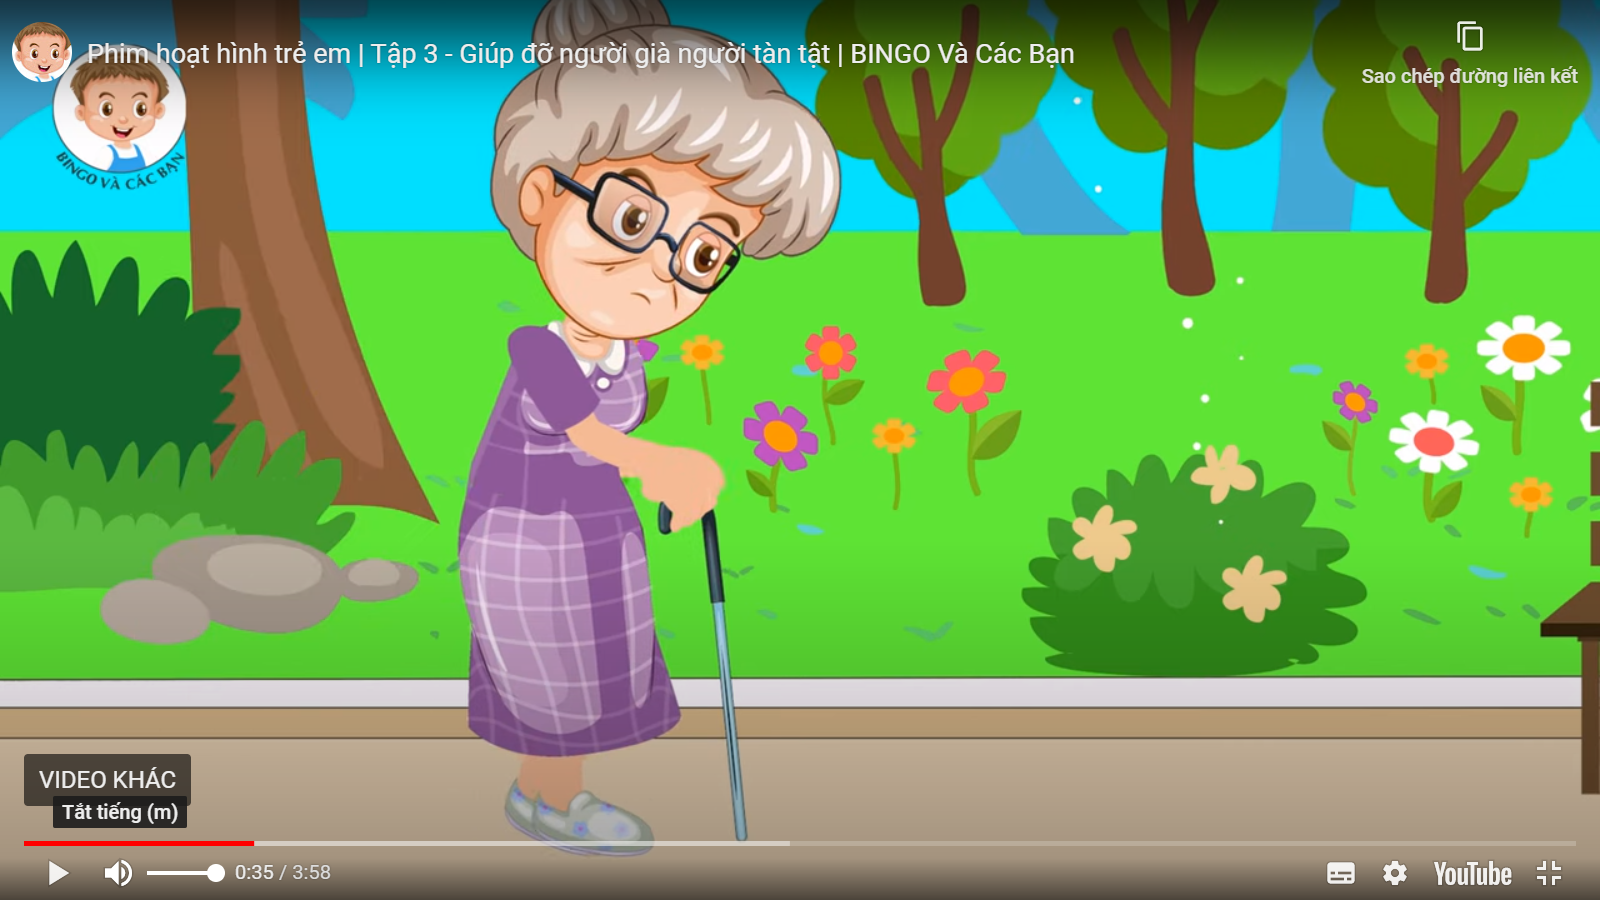 Phim hoạt hình trẻ em | Tập 3 - Giúp đỡ người già người tàn tật | BINGO Và Các Bạn
Sao chép đường liên kết
BINGO VÀ CÁC BẠN
VIDEO KHÁC
Tắt tiếng (m)
0:35 / 3:58
YouTube